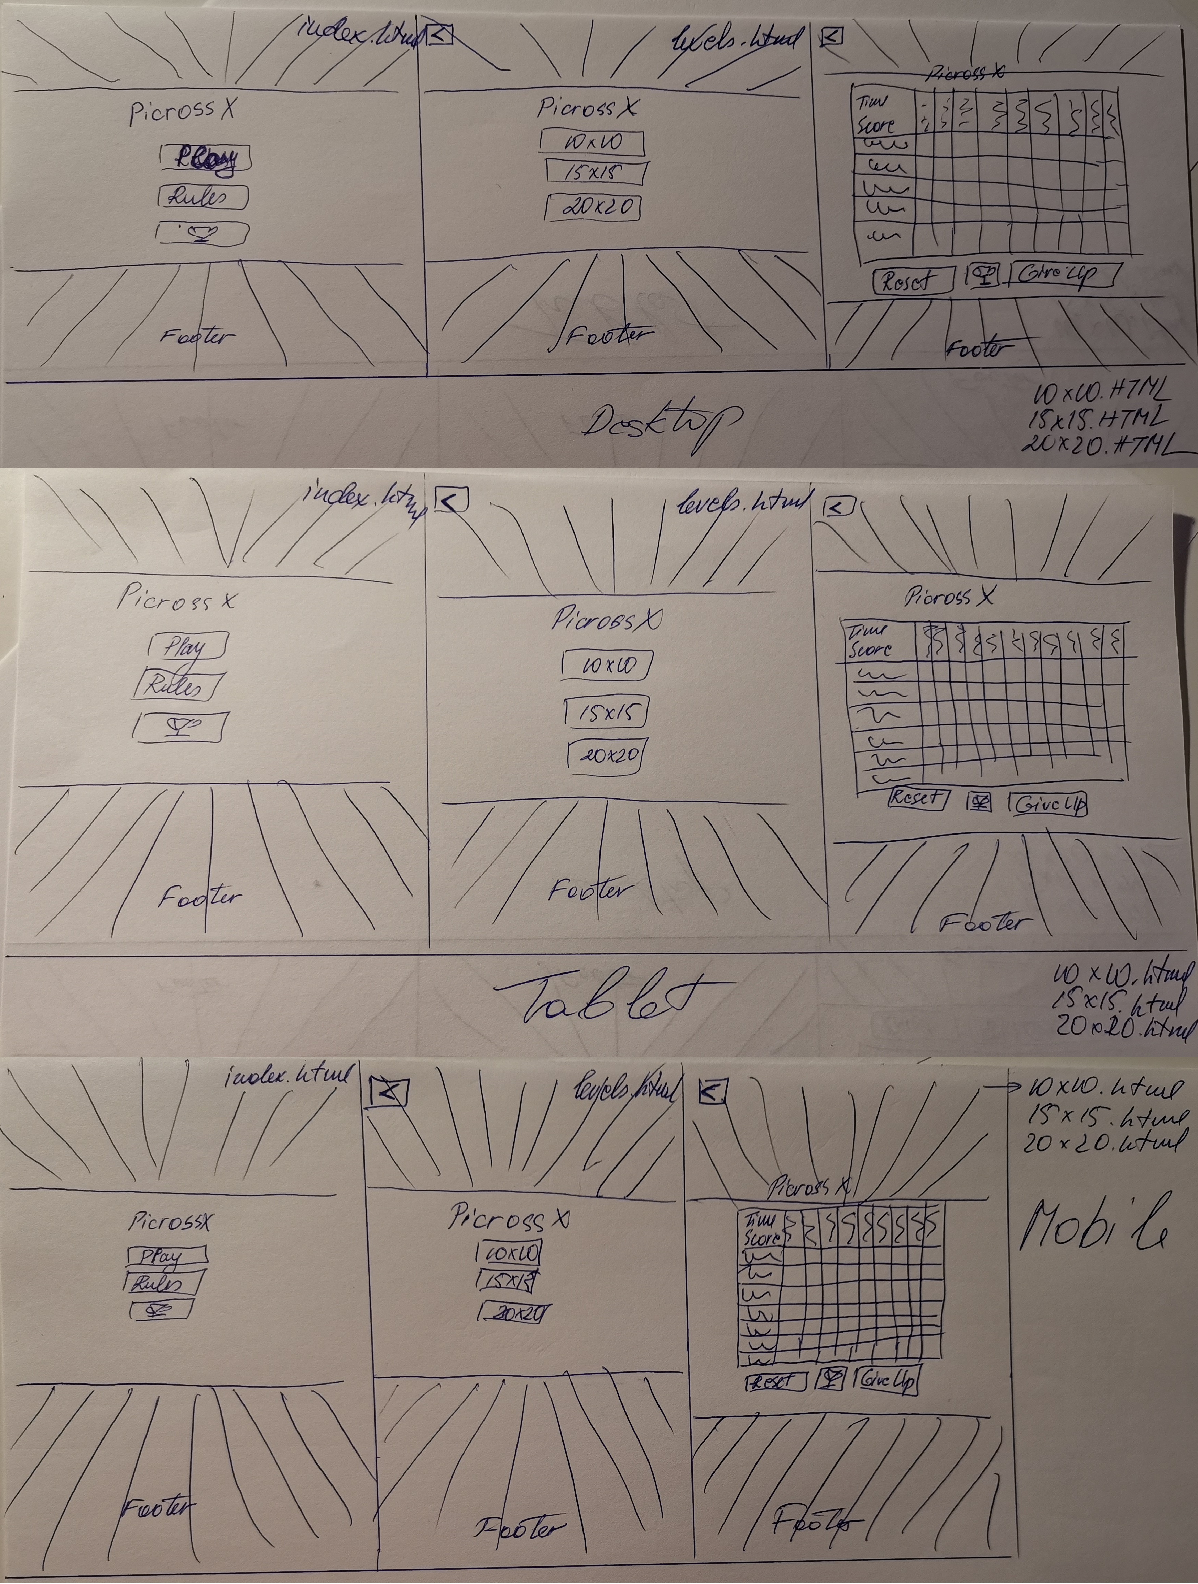 index.html
Picross X
Play
Rules
Footer
<
levels.html
Picross X
10x10
15x15
20x20
Footer
<
Picross X
Time
Score
Reset
Give Up
Footer
Desktop
10x10.HTML
15x15.HTML
20x20.HTML
index.html
Picross X
Play
Rules
Footer
<
levels.html
Picross X
10x10
15x15
20x20
Footer
<
Picross X
Time
Score
Reset
Give Up
Footer
Tablet
10x10.html
15x15.html
20x20.html
index.html
Picross X
Play
Rules
Footer
<
levels.html
Picross X
10x10
15x15
20x20
Footer
<
Picross X
Time
Score
Reset
Give Up
Footer
10x10.html
15x15.html
20x20.html
Mobile